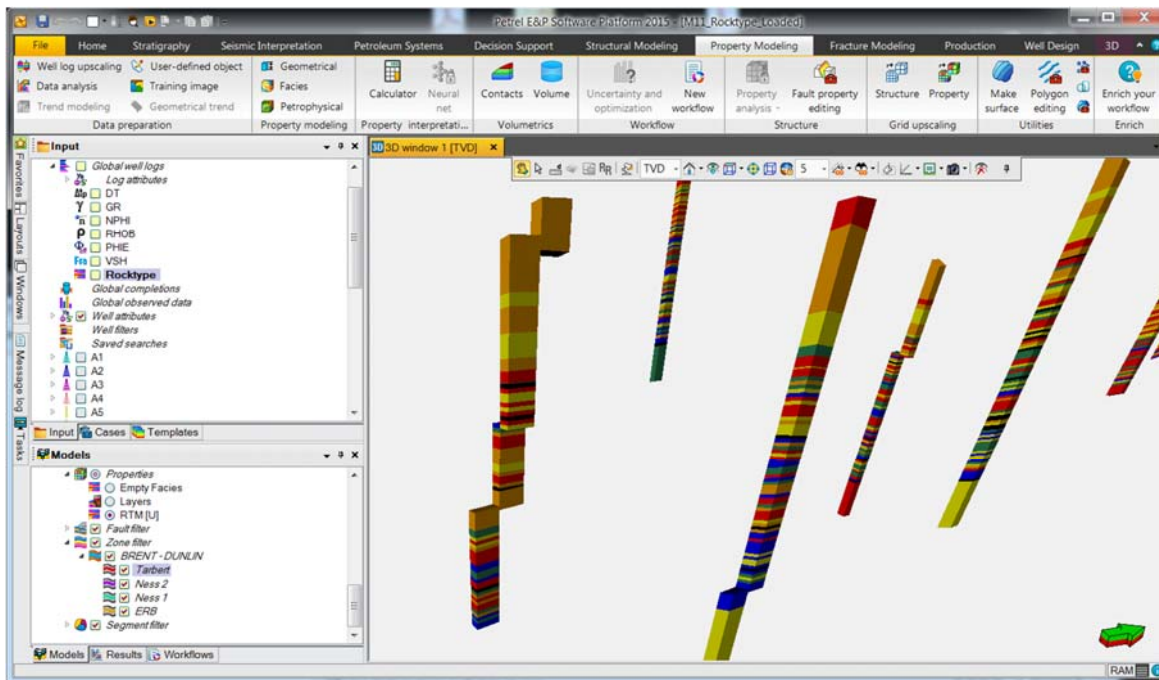 Petrel E&P Software Platform 2015 - [M11_Rocktype_Loaded]
File Home Stratigraphy Seismic Interpretation Petroleum Systems Decision Support Structural Modeling Property Modeling Fracture Modeling Production Well Design 3D
Well log upscaling User-defined object Geometrical
Data analysis Training image Facies
Trend modeling Geometrical trend Petrophysical
Calculator Neural net Contacts Volume Uncertainty and optimization New workflow Property analysis Fault property editing Structure Property Make surface Polygon editing Enrich your workflow
Data preparation Property modeling Property interpretati... Volumetrics Workflow Structure Grid upscaling Utilities Enrich
Favorites
Layouts
Windows
Message log
Tasks
Input
Global well logs
Log attributes
DT
γ GR
NPHI
ρ RHOB
PHIE
VSH
Rocktype
Global completions
Global observed data
Well attributes
Well filters
Saved searches
A1
A2
A3
A4
A5
Input Cases Templates
Models
Properties
Empty Facies
Layers
RTM [U]
Fault filter
Zone filter
BRENT - DUNLIN
Tarbert
Ness 2
Ness 1
ERB
Segment filter
Models Results Workflows
3D 3D window 1 [TVD]
TVD 5
RAM